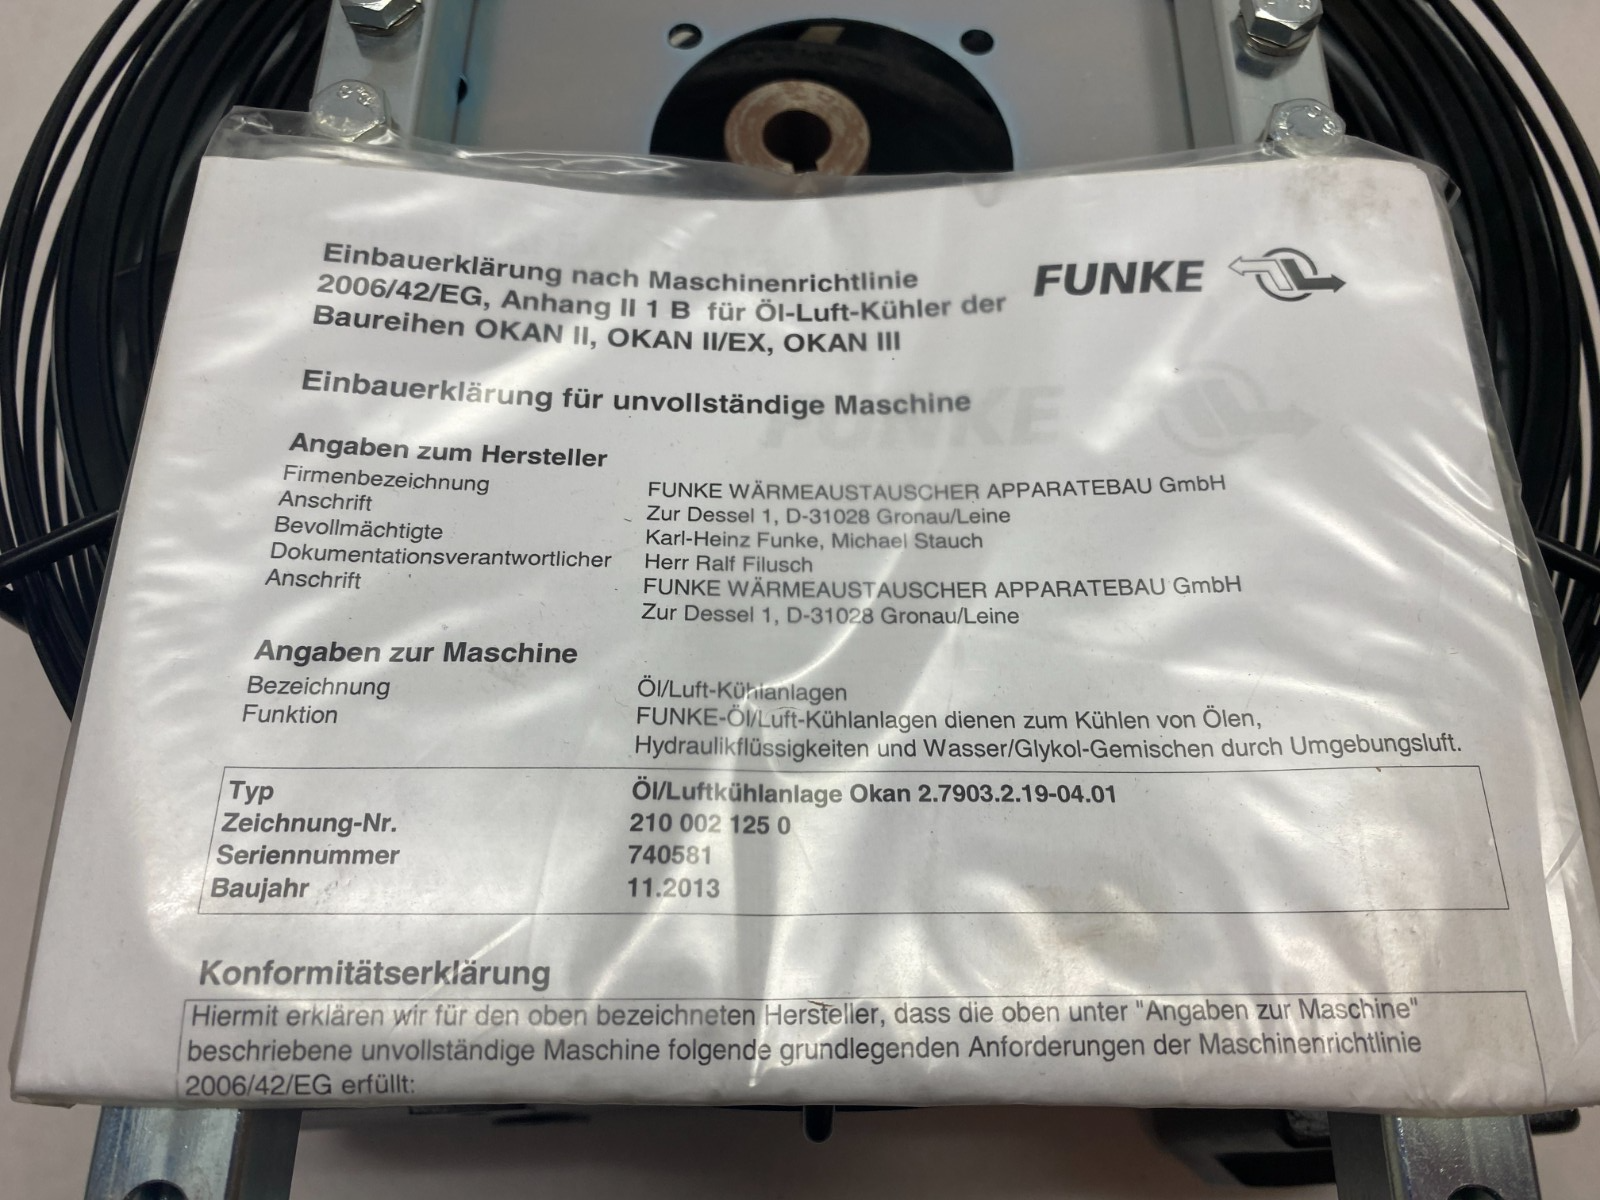 Einbauerklärung nach Maschinenrichtlinie
2006/42/EG, Anhang II 1 B für Öl-Luft-Kühler der
Baureihen OKAN II, OKAN II/EX, OKAN III
FUNKE
Einbauerklärung für unvollständige Maschine
FUNKE
Angaben zum Hersteller
Firmenbezeichnung FUNKE WÄRMEAUSTAUSCHER APPARATEBAU GmbH
Anschrift Zur Dessel 1, D-31028 Gronau/Leine
Bevollmächtigte Karl-Heinz Funke, Michael Stauch
Dokumentationsverantwortlicher Herr Ralf Filusch
Anschrift FUNKE WÄRMEAUSTAUSCHER APPARATEBAU GmbH
Zur Dessel 1, D-31028 Gronau/Leine
Angaben zur Maschine
Bezeichnung Öl/Luft-Kühlanlagen
Funktion FUNKE-Öl/Luft-Kühlanlagen dienen zum Kühlen von Ölen,
Hydraulikflüssigkeiten und Wasser/Glykol-Gemischen durch Umgebungsluft.
Typ Öl/Luftkühlanlage Okan 2.7903.2.19-04.01
Zeichnung-Nr. 210 002 125 0
Seriennummer 740581
Baujahr 11.2013
Konformitätserklärung
Hiermit erklären wir für den oben bezeichneten Hersteller, dass die oben unter "Angaben zur Maschine"
beschriebene unvollständige Maschine folgende grundlegenden Anforderungen der Maschinenrichtlinie
2006/42/EG erfüllt: